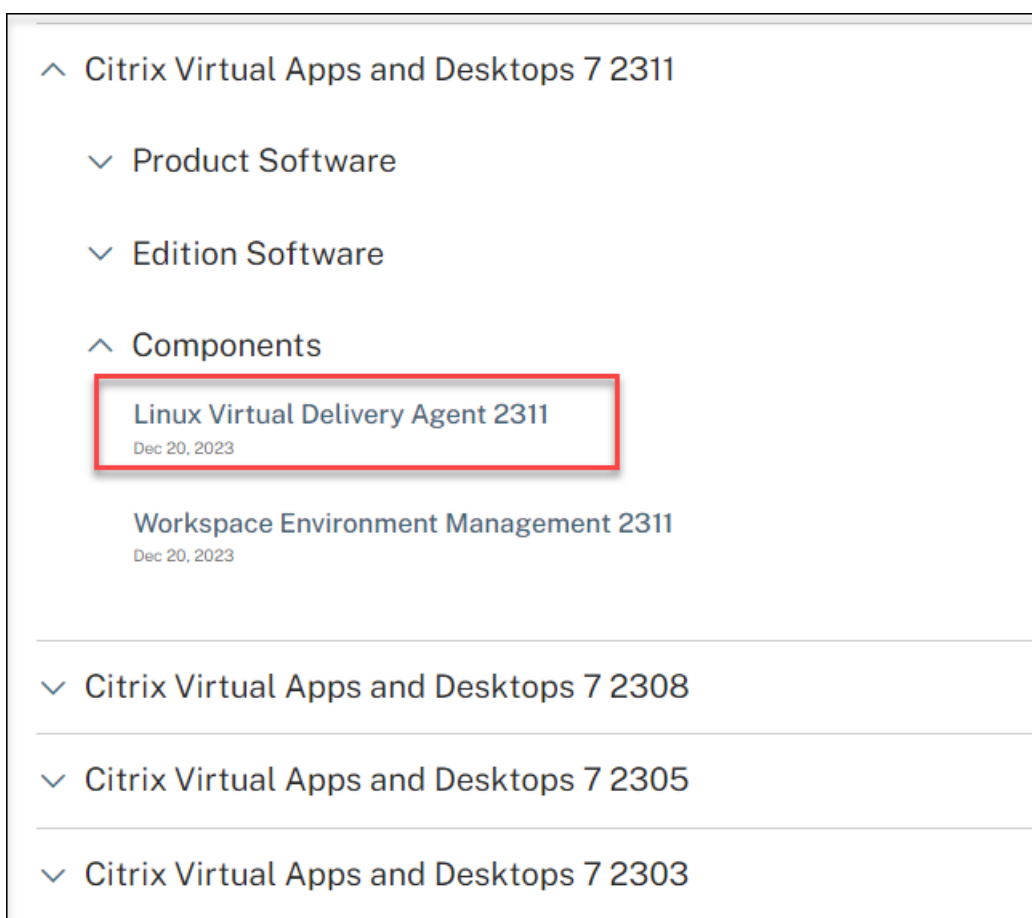 Citrix Virtual Apps and Desktops 7 2311
Product Software
Edition Software
Components
Linux Virtual Delivery Agent 2311
Dec 20, 2023
Workspace Environment Management 2311
Dec 20, 2023
Citrix Virtual Apps and Desktops 7 2308
Citrix Virtual Apps and Desktops 7 2305
Citrix Virtual Apps and Desktops 7 2303